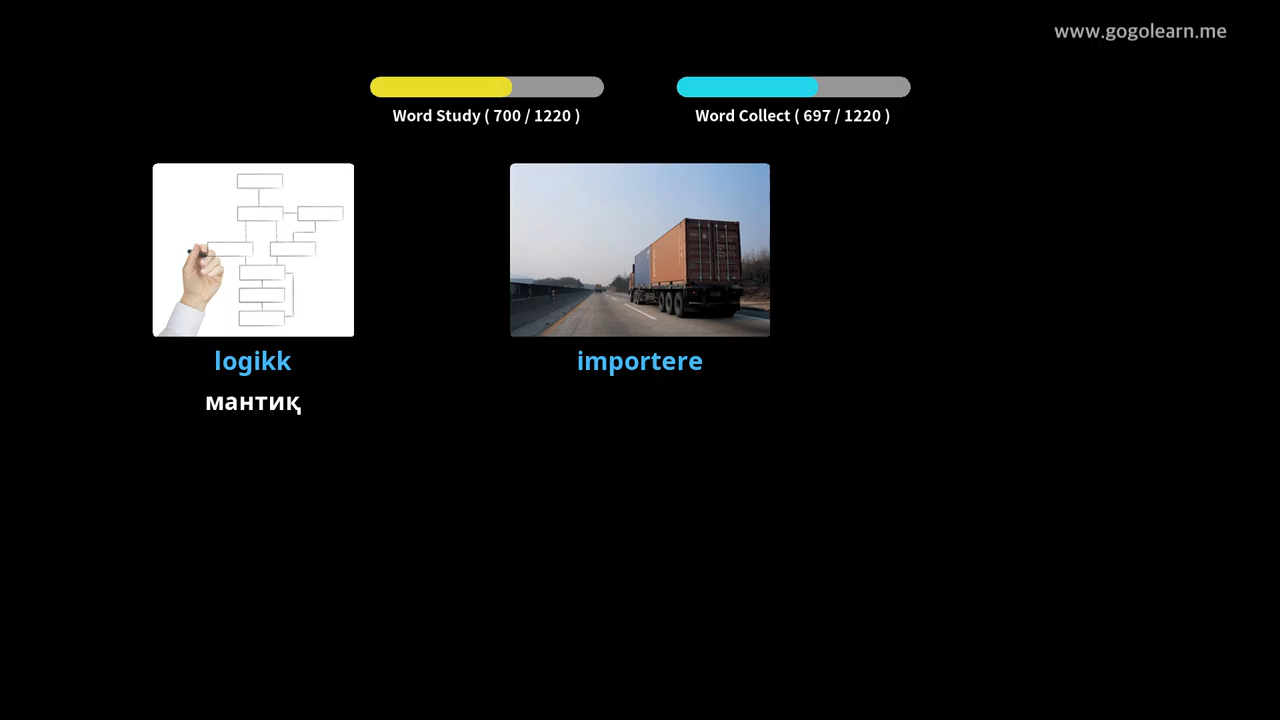 www.gogolearn.me
Word Study ( 700 / 1220 )
Word Collect ( 697 / 1220 )
logikk
importere
мантиқ